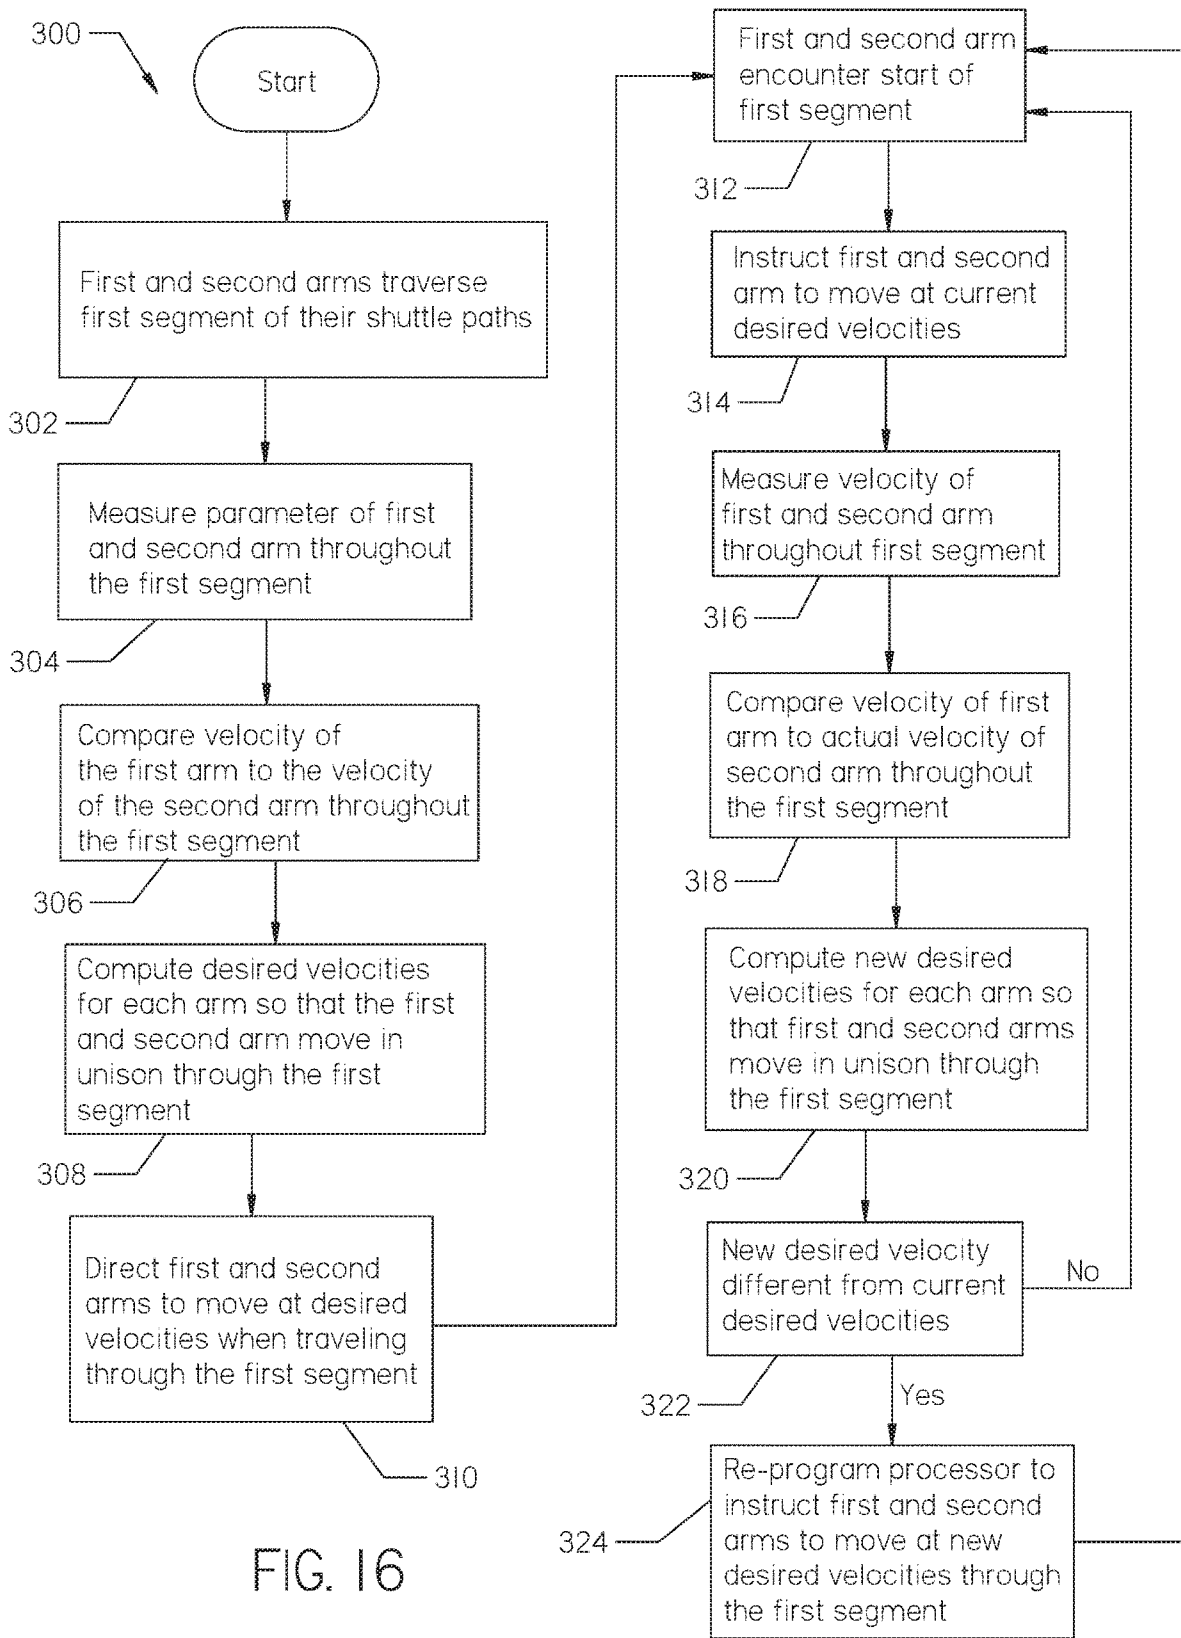 300
Start
First and second arms traverse
first segment of their shuttle paths
302
Measure parameter of first
and second arm throughout
the first segment
304
Compare velocity of
the first arm to the velocity
of the second arm throughout
the first segment
306
Compute desired velocities
for each arm so that the first
and second arm move in
unison through the first
segment
308
Direct first and second
arms to move at desired
velocities when traveling
through the first segment
310
FIG. 16
First and second arm
encounter start of
first segment
312
Instruct first and second
arm to move at current
desired velocities
314
Measure velocity of
first and second arm
throughout first segment
316
Compare velocity of first
arm to actual velocity of
second arm throughout
the first segment
318
Compute new desired
velocities for each arm so
that first and second arms
move in unison through
the first segment
320
New desired velocity
different from current
desired velocities
No
322
Yes
Re-program processor to
instruct first and second
arms to move at new
desired velocities through
the first segment
324